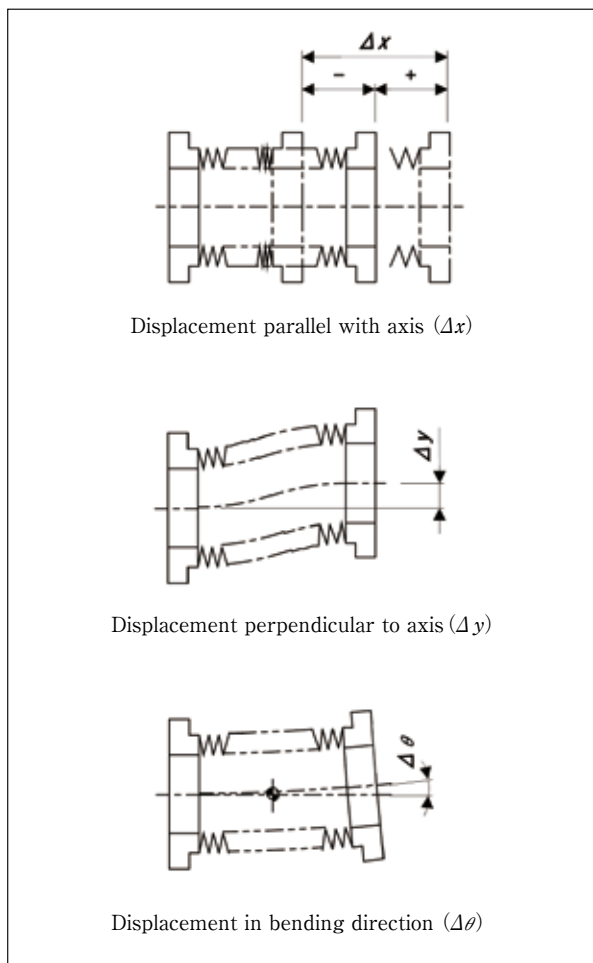 Δx
− +
Displacement parallel with axis (Δx)
Δy
Displacement perpendicular to axis (Δy)
Δθ
Displacement in bending direction (Δθ)